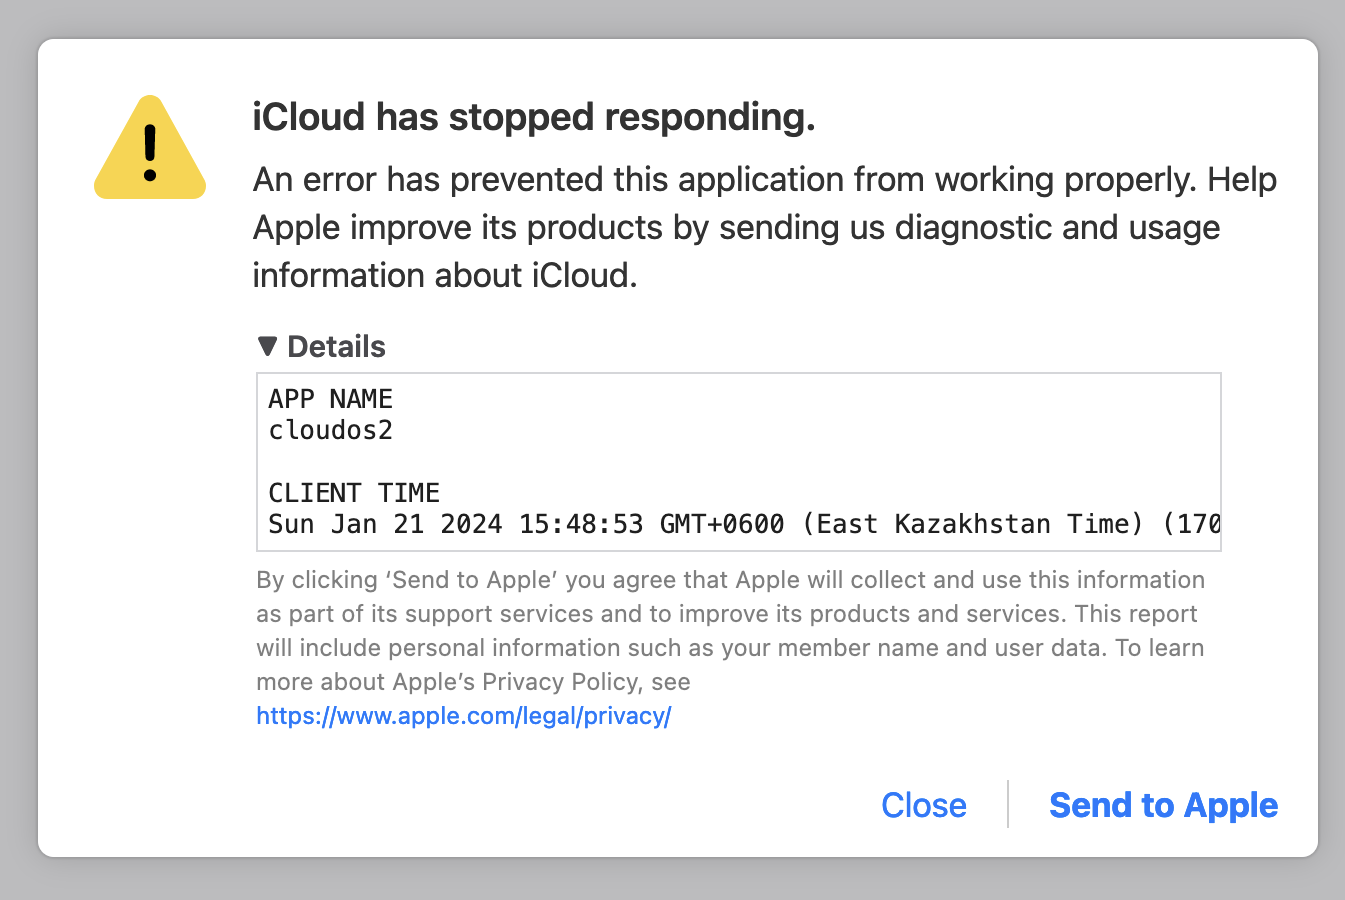 iCloud has stopped responding.
An error has prevented this application from working properly. Help
Apple improve its products by sending us diagnostic and usage
information about iCloud.
▼ Details
APP NAME
cloudos2
CLIENT TIME
Sun Jan 21 2024 15:48:53 GMT+0600 (East Kazakhstan Time) (170
By clicking ‘Send to Apple’ you agree that Apple will collect and use this information
as part of its support services and to improve its products and services. This report
will include personal information such as your member name and user data. To learn
more about Apple’s Privacy Policy, see
https://www.apple.com/legal/privacy/
Close
Send to Apple